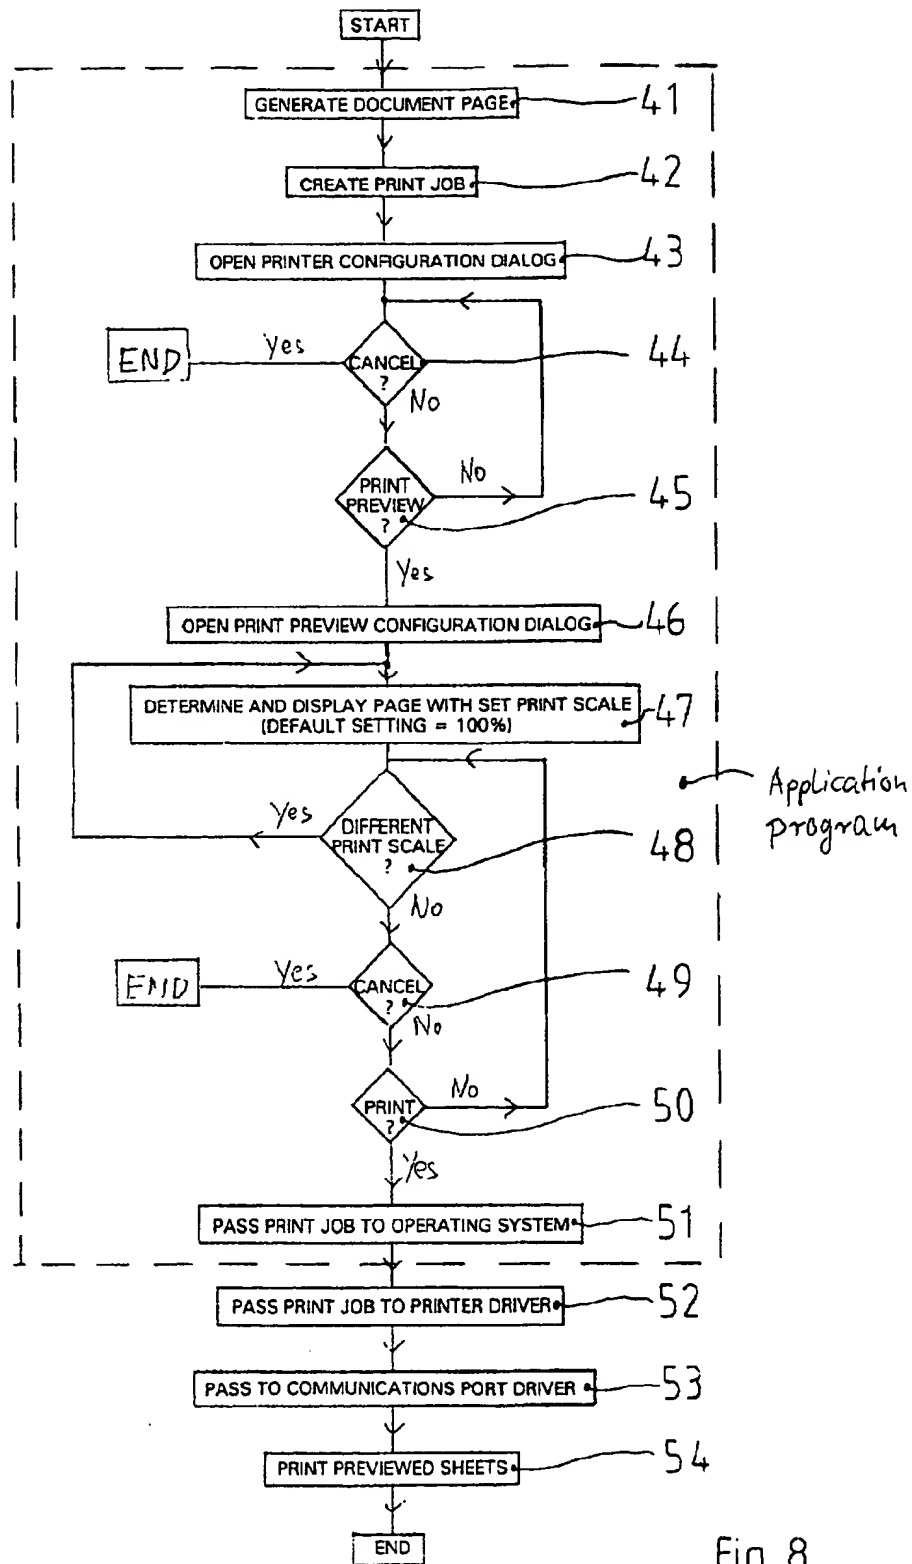 START
GENERATE DOCUMENT PAGE
41
CREATE PRINT JOB
42
OPEN PRINTER CONFIGURATION DIALOG
43
END
Yes
CANCEL
?
44
No
PRINT
PREVIEW
?
No
45
Yes
OPEN PRINT PREVIEW CONFIGURATION DIALOG
46
DETERMINE AND DISPLAY PAGE WITH SET PRINT SCALE
(DEFAULT SETTING = 100%)
47
Application
program
Yes
DIFFERENT
PRINT SCALE
?
48
No
END
Yes
CANCEL
?
49
No
PRINT
?
No
50
Yes
PASS PRINT JOB TO OPERATING SYSTEM
51
PASS PRINT JOB TO PRINTER DRIVER
52
PASS TO COMMUNICATIONS PORT DRIVER
53
PRINT PREVIEWED SHEETS
54
END
Fig. 8